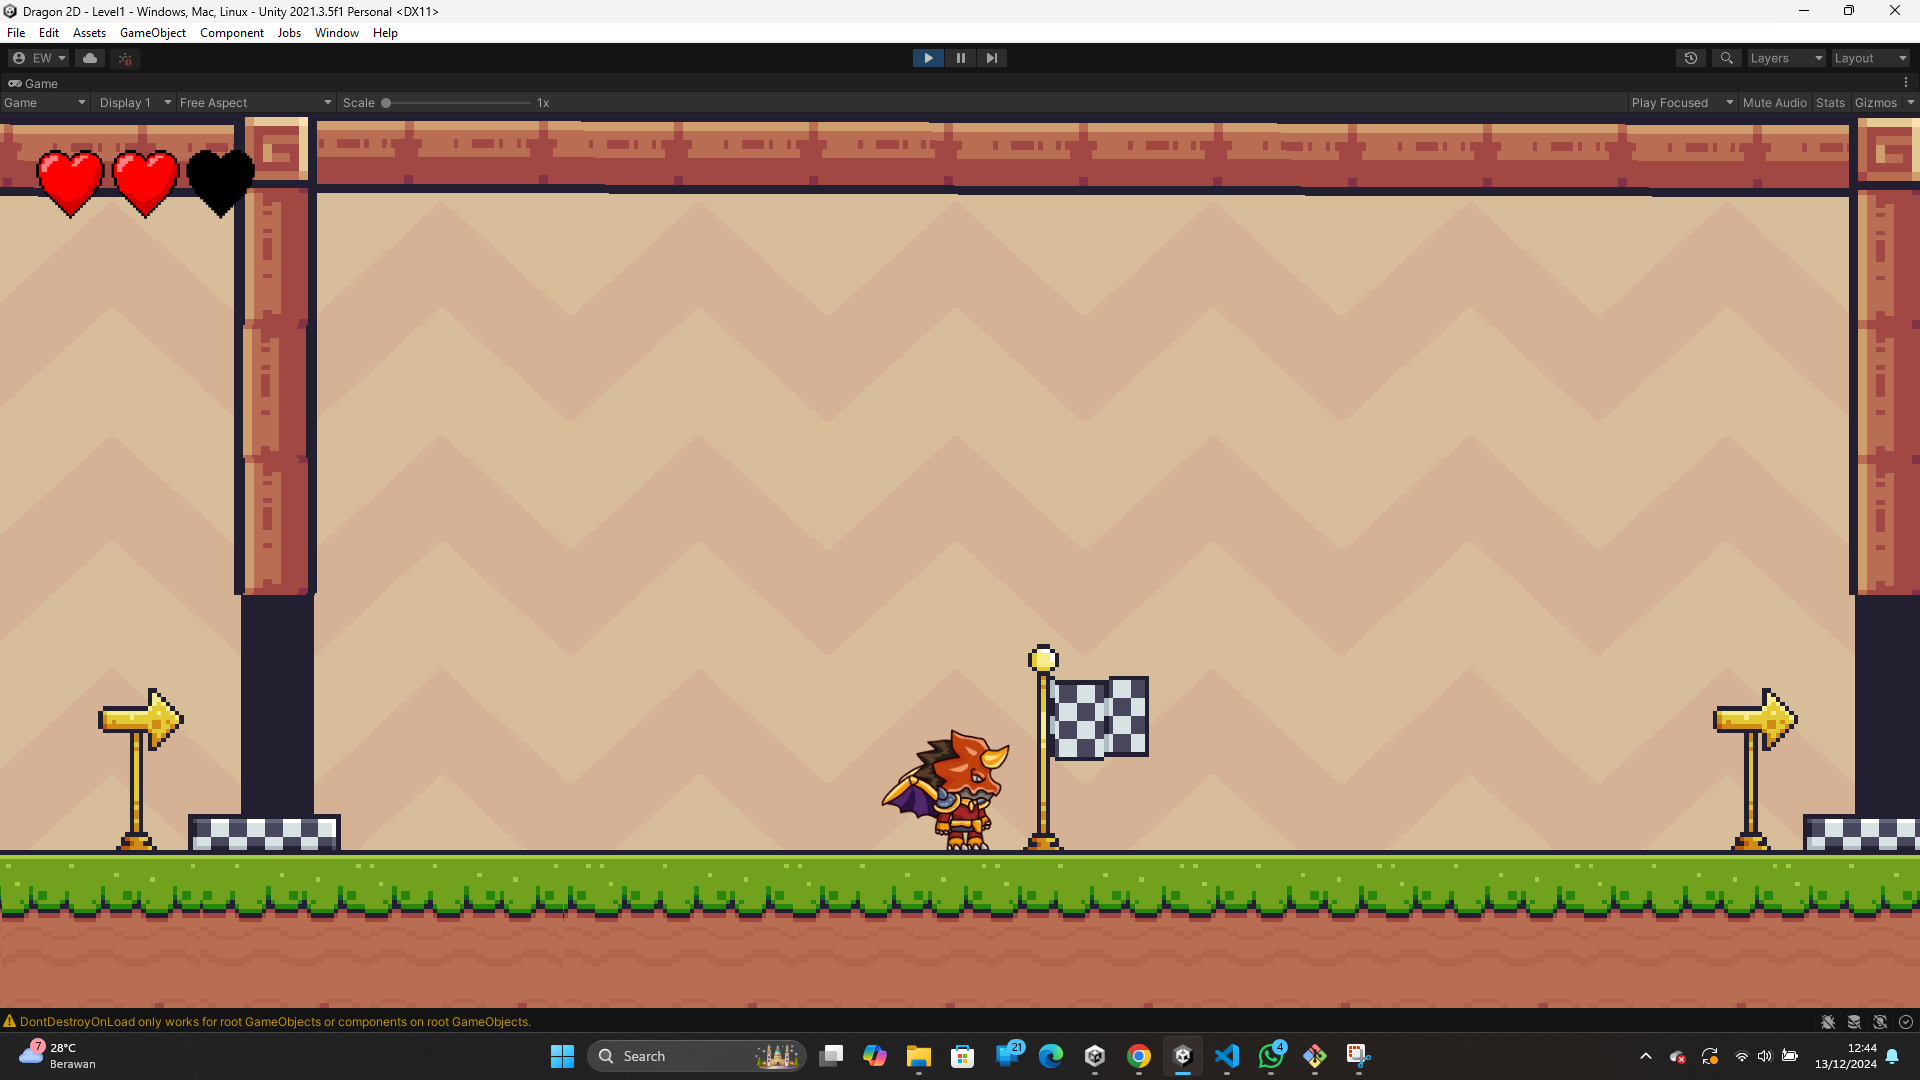 Dragon 2D - Level1 - Windows, Mac, Linux - Unity 2021.3.5f1 Personal <DX11>
File Edit Assets GameObject Component Jobs Window Help
EW Layers Layout
Game
Game Display 1 Free Aspect Scale 1x Play Focused Mute Audio Stats Gizmos
DontDestroyOnLoad only works for root GameObjects or components on root GameObjects.
7 28°C Berawan
Search
21
4
12:44
13/12/2024